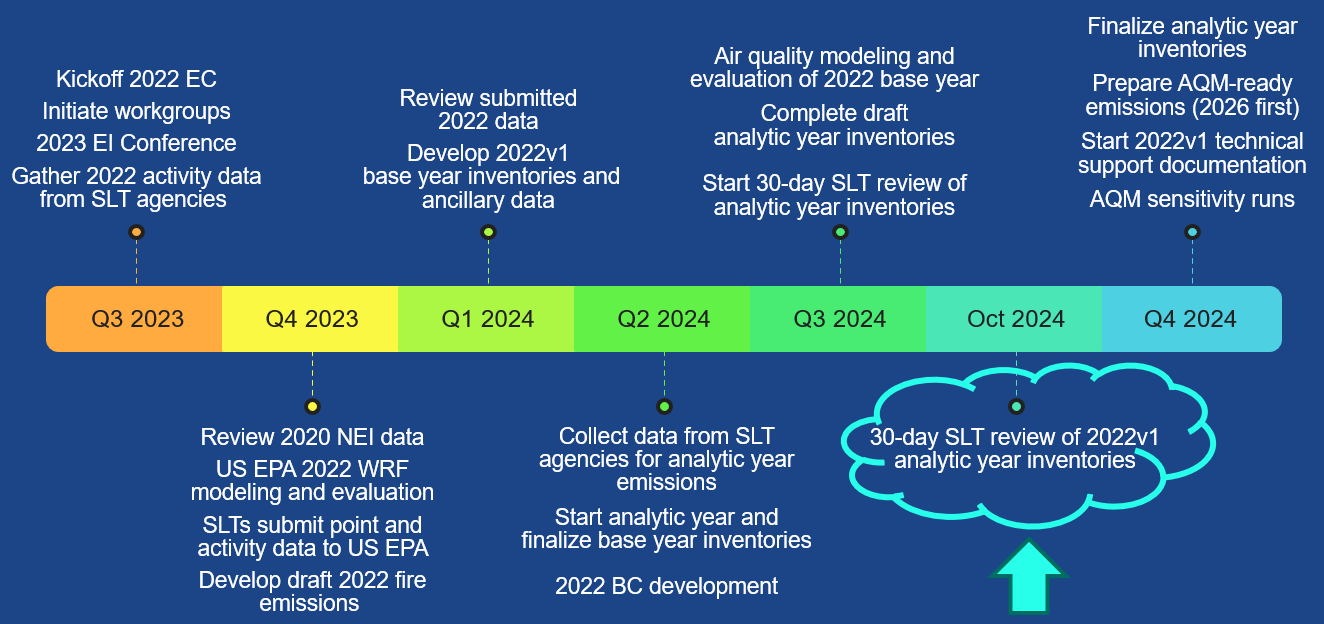 Kickoff 2022 EC
Initiate workgroups
2023 EI Conference
Gather 2022 activity data
from SLT agencies
Review submitted
2022 data
Develop 2022v1
base year inventories and
ancillary data
Air quality modeling and
evaluation of 2022 base year
Complete draft
analytic year inventories
Start 30-day SLT review of
analytic year inventories
Finalize analytic year
inventories
Prepare AQM-ready
emissions (2026 first)
Start 2022v1 technical
support documentation
AQM sensitivity runs
Q3 2023
Q4 2023
Q1 2024
Q2 2024
Q3 2024
Oct 2024
Q4 2024
Review 2020 NEI data
US EPA 2022 WRF
modeling and evaluation
SLTs submit point and
activity data to US EPA
Develop draft 2022 fire
emissions
Collect data from SLT
agencies for analytic year
emissions
Start analytic year and
finalize base year inventories
2022 BC development
30-day SLT review of 2022v1
analytic year inventories